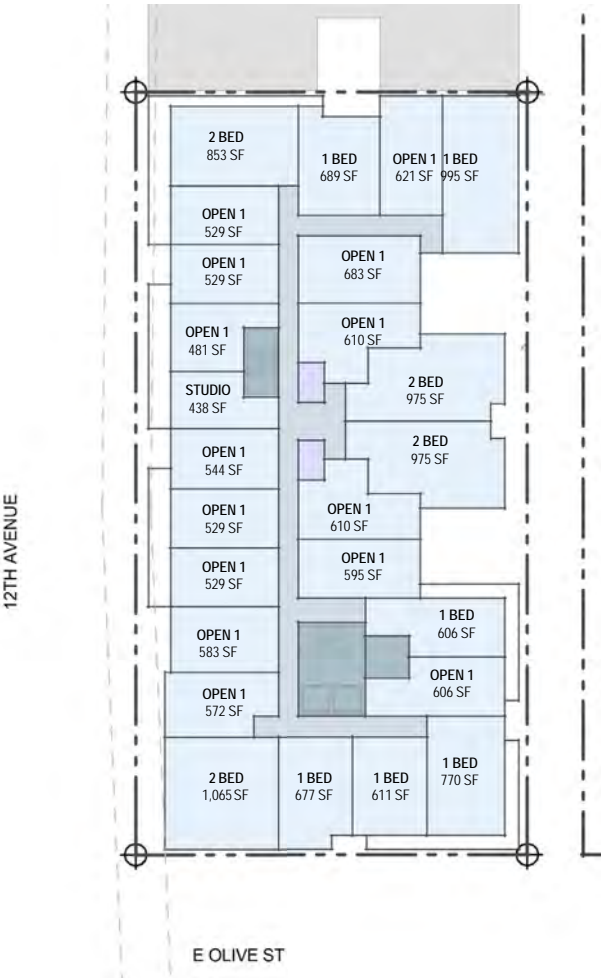 2 BED
853 SF
1 BED
689 SF
OPEN 1
621 SF
1 BED
995 SF
OPEN 1
529 SF
OPEN 1
529 SF
OPEN 1
683 SF
OPEN 1
481 SF
OPEN 1
610 SF
STUDIO
438 SF
2 BED
975 SF
OPEN 1
544 SF
2 BED
975 SF
OPEN 1
529 SF
OPEN 1
610 SF
OPEN 1
529 SF
OPEN 1
595 SF
OPEN 1
583 SF
1 BED
606 SF
OPEN 1
572 SF
OPEN 1
606 SF
2 BED
1,065 SF
1 BED
677 SF
1 BED
611 SF
1 BED
770 SF
12TH AVENUE
E OLIVE ST